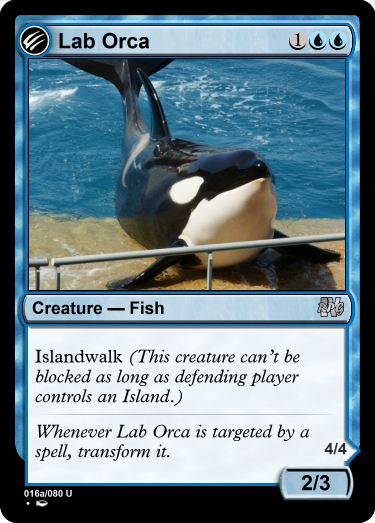 Lab Orca 1
Creature — Fish
Islandwalk (This creature can't be
blocked as long as defending player
controls an Island.)
Whenever Lab Orca is targeted by a
spell, transform it.
4/4
2/3
016a/080 U